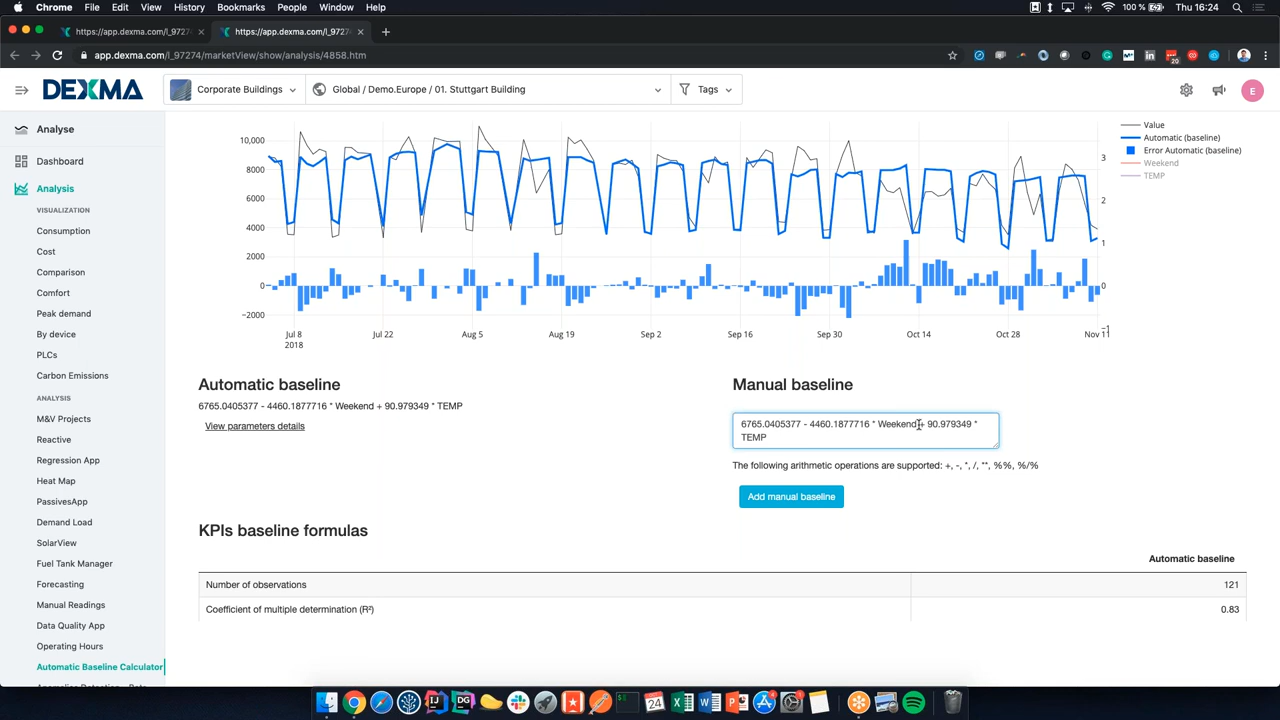 Chrome File Edit View History Bookmarks People Window Help 100 % Thu 16:24
https://app.dexma.com/l_9727 https://app.dexma.com/l_9727
app.dexma.com/l_97274/marketView/show/analysis/4858.htm
20
DEXMA Corporate Buildings Global / Demo.Europe / 01. Stuttgart Building Tags E
Analyse
Dashboard
Analysis
VISUALIZATION
Consumption
Cost
Comparison
Comfort
Peak demand
By device
PLCs
Carbon Emissions
ANALYSIS
M&V Projects
Reactive
Regression App
Heat Map
PassivesApp
Demand Load
SolarView
Fuel Tank Manager
Forecasting
Manual Readings
Data Quality App
Operating Hours
Automatic Baseline Calculator
10,000
8000
6000
4000
2000
0
−2000
3
2
1
0
−1
Jul 8 Jul 22 Aug 5 Aug 19 Sep 2 Sep 16 Sep 30 Oct 14 Oct 28 Nov 11
2018
Value
Automatic (baseline)
Error Automatic (baseline)
Weekend
TEMP
Automatic baseline
6765.0405377 - 4460.1877716 * Weekend + 90.979349 * TEMP
View parameters details
Manual baseline
6765.0405377 - 4460.1877716 * Weekend + 90.979349 *
TEMP
The following arithmetic operations are supported: +, -, *, /, **, %%, %/%
Add manual baseline
KPIs baseline formulas
Automatic baseline
Number of observations 121
Coefficient of multiple determination (R²) 0.83
24